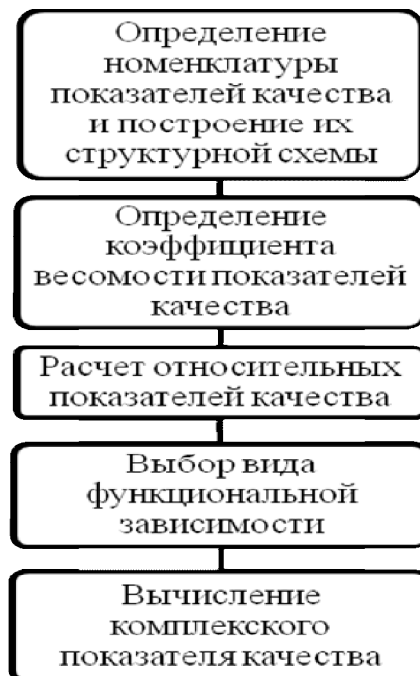 Определение
номенклатуры
показателей качества
и построение их
структурной схемы
Определение
коэффициента
весомости показателей
качества
Расчет относительных
показателей качества
Выбор вида
функциональной
зависимости
Вычисление
комплексного
показателя качества